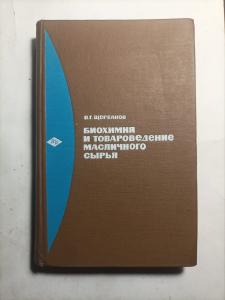 В.Г. ЩЕРБАКОВ
БИОХИМИЯ
И ТОВАРОВЕДЕНИЕ
МАСЛИЧНОГО
СЫРЬЯ